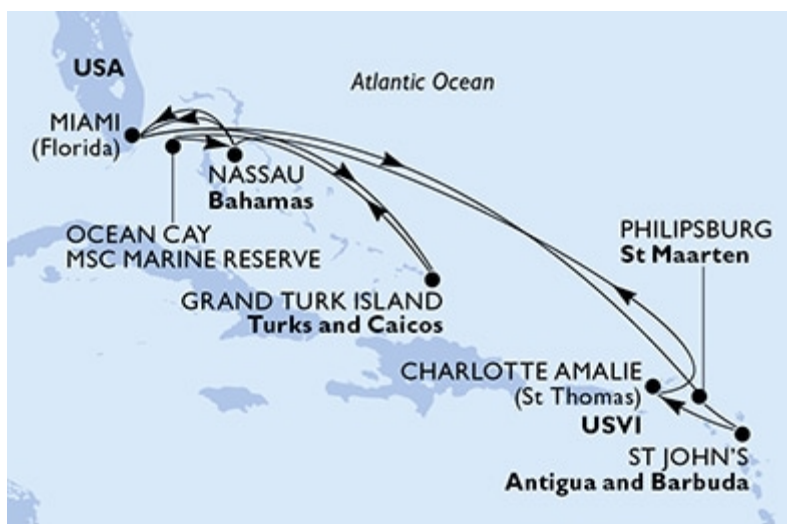 USA
Atlantic Ocean
MIAMI
(Florida)
NASSAU
Bahamas
OCEAN CAY
MSC MARINE RESERVE
PHILIPSBURG
St Maarten
GRAND TURK ISLAND
Turks and Caicos
CHARLOTTE AMALIE
(St Thomas)
USVI
ST JOHN'S
Antigua and Barbuda